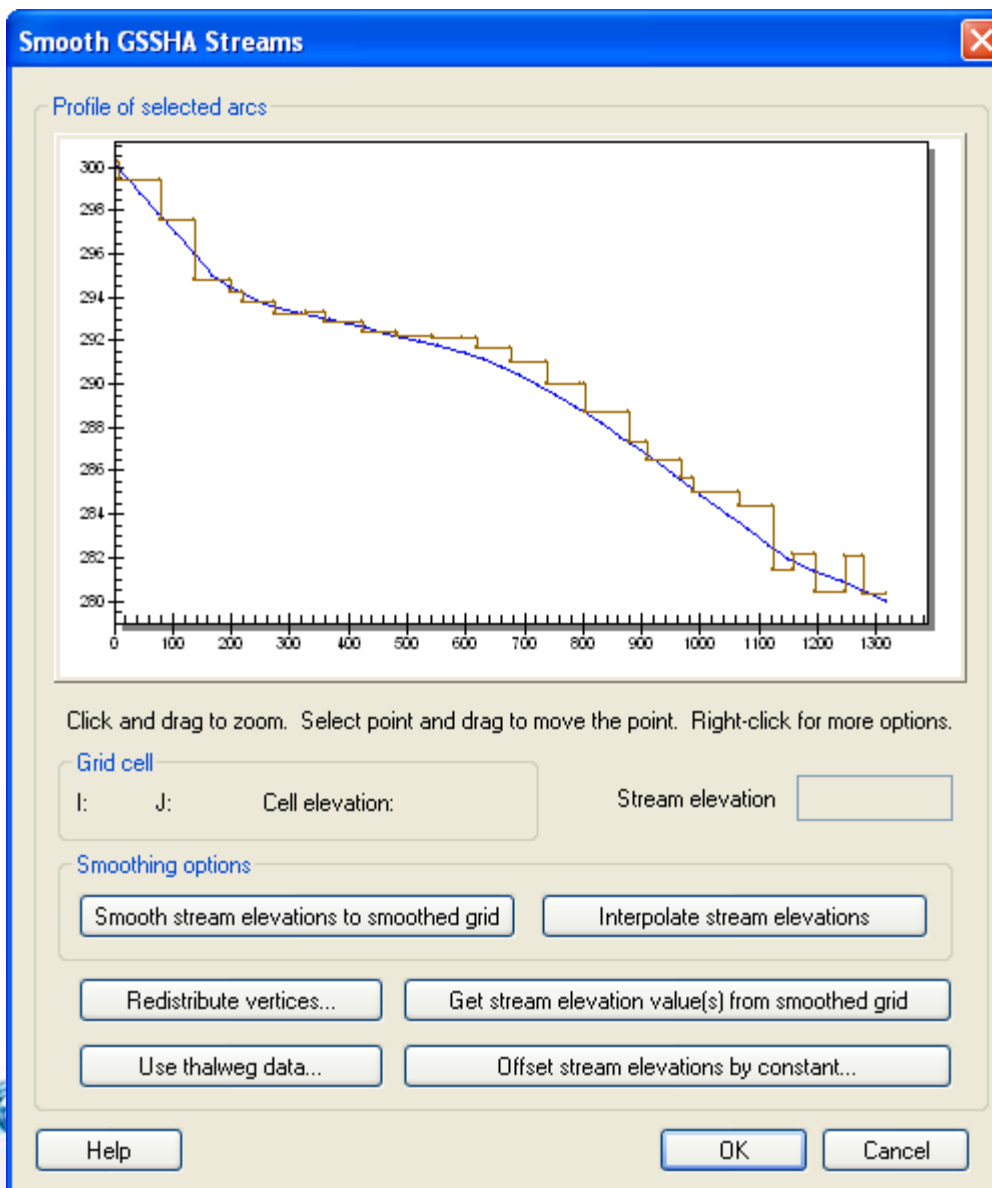 Smooth GSSHA Streams
Profile of selected arcs
300
298
296
294
292
290
288
286
284
282
280
0 100 200 300 400 500 600 700 800 900 1000 1100 1200 1300
Click and drag to zoom. Select point and drag to move the point. Right-click for more options.
Grid cell
I: J: Cell elevation:
Stream elevation
Smoothing options
Smooth stream elevations to smoothed grid
Interpolate stream elevations
Redistribute vertices...
Get stream elevation value(s) from smoothed grid
Use thalweg data...
Offset stream elevations by constant...
Help
OK
Cancel